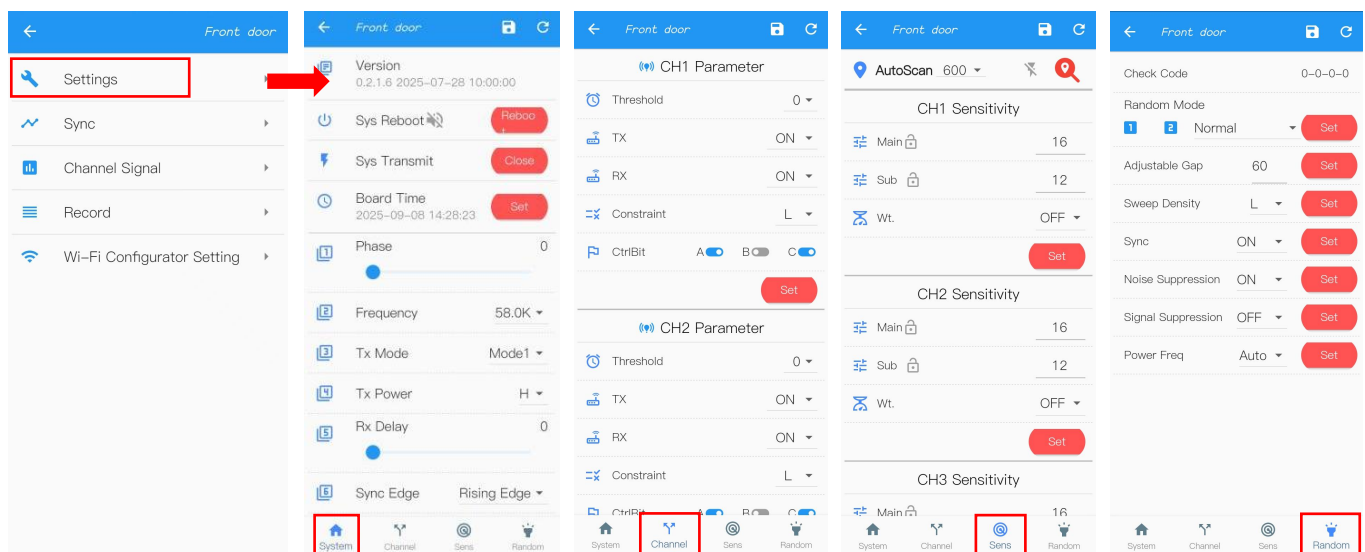 Front door
Settings
Sync
Channel Signal
Record
Wi-Fi Configurator Setting
Front door
Version
0.2.1.6 2025-07-28 10:00:00
Sys Reboot
Sys Transmit Close
Board Time
2025-09-08 14:28:23 Set
Phase 0
Frequency 58.0K
Tx Mode Mode1
Tx Power H
Rx Delay 0
Sync Edge Rising Edge
System Channel Sens Random
Front door
CH1 Parameter
Threshold 0
TX ON
RX ON
Constraint L
CtrlBit A B C
Set
CH2 Parameter
Threshold 0
TX ON
RX ON
Constraint L
CtrlBit A B C
System Channel Sens Random
Front door
AutoScan 600
CH1 Sensitivity
Main 16
Sub 12
Wt. OFF
Set
CH2 Sensitivity
Main 16
Sub 12
Wt. OFF
Set
CH3 Sensitivity
Main 16
System Channel Sens Random
Front door
Check Code 0-0-0-0
Random Mode
1 2 Normal Set
Adjustable Gap 60 Set
Sweep Density L Set
Sync ON Set
Noise Suppression ON Set
Signal Suppression OFF Set
Power Freq Auto Set
System Channel Sens Random